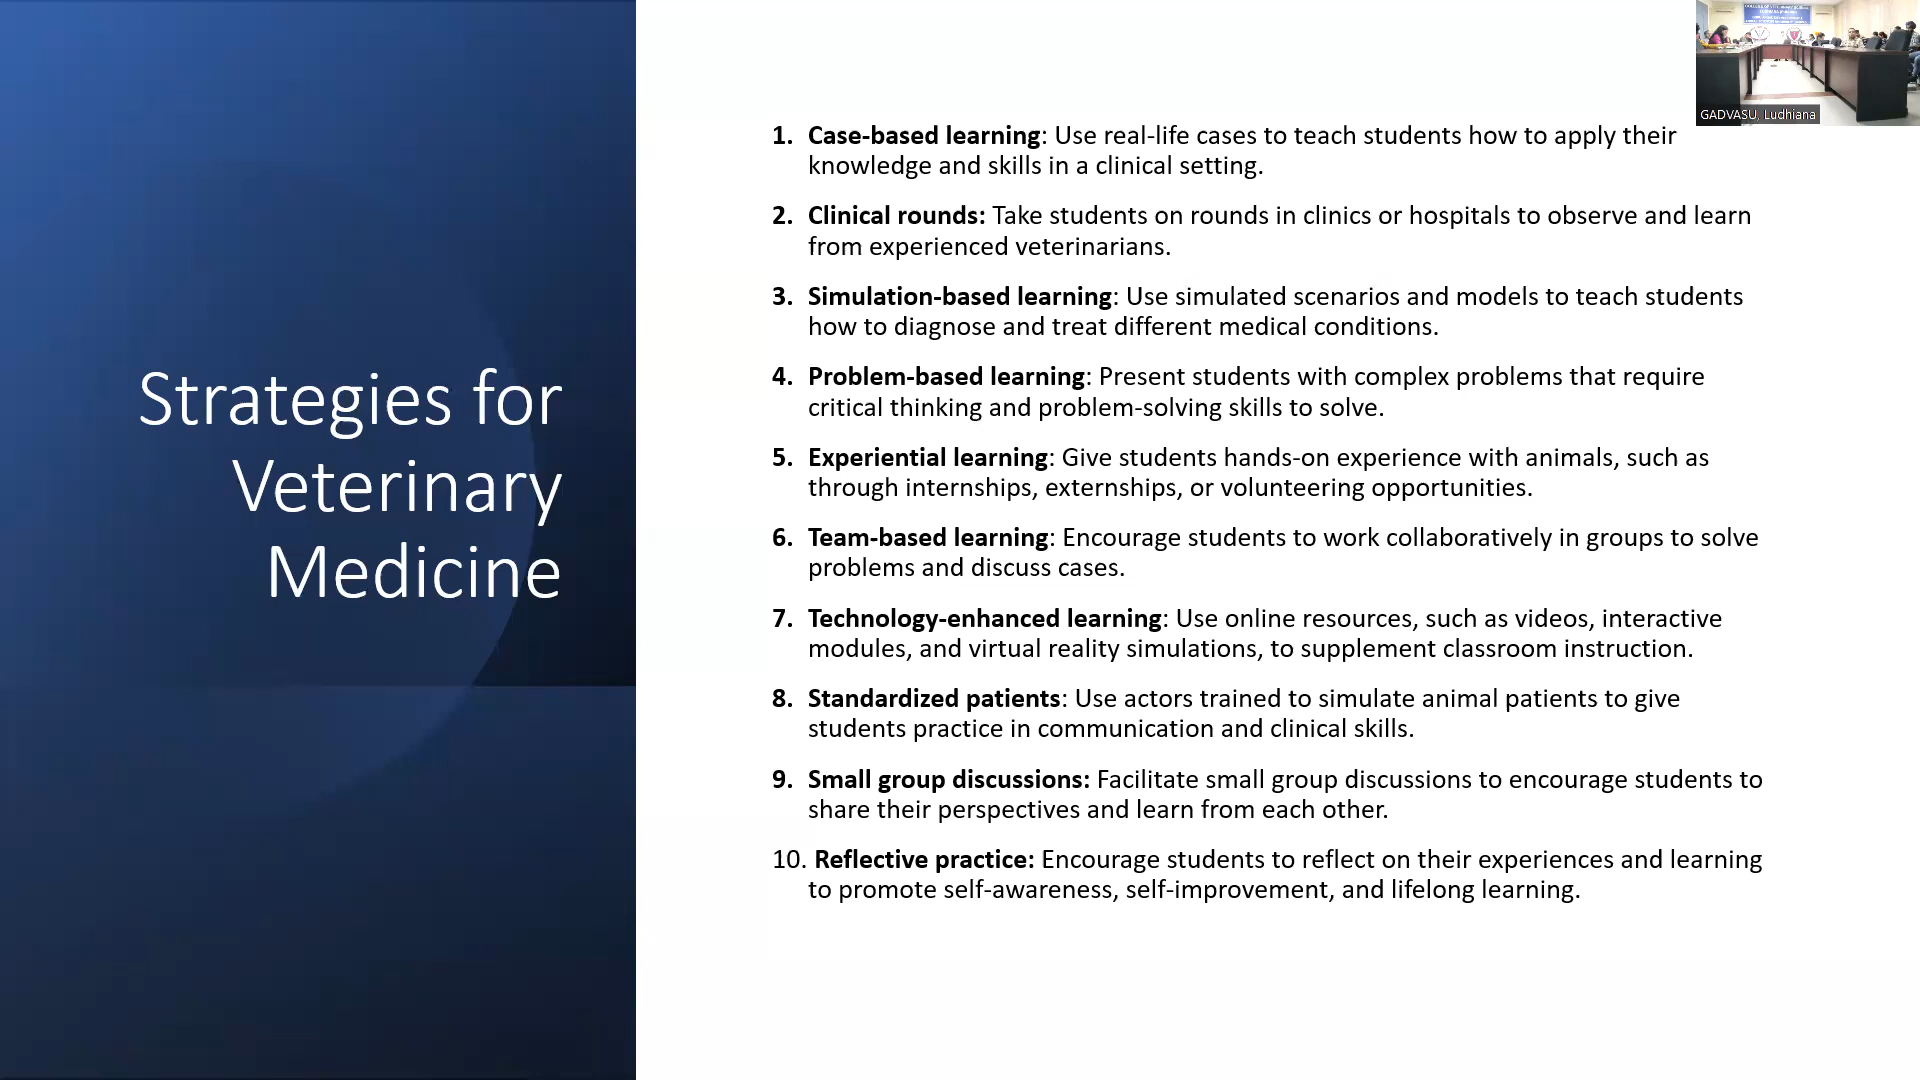 GADVASU, Ludhiana
Strategies for
Veterinary
Medicine
1. Case-based learning: Use real-life cases to teach students how to apply their
knowledge and skills in a clinical setting.
2. Clinical rounds: Take students on rounds in clinics or hospitals to observe and learn
from experienced veterinarians.
3. Simulation-based learning: Use simulated scenarios and models to teach students
how to diagnose and treat different medical conditions.
4. Problem-based learning: Present students with complex problems that require
critical thinking and problem-solving skills to solve.
5. Experiential learning: Give students hands-on experience with animals, such as
through internships, externships, or volunteering opportunities.
6. Team-based learning: Encourage students to work collaboratively in groups to solve
problems and discuss cases.
7. Technology-enhanced learning: Use online resources, such as videos, interactive
modules, and virtual reality simulations, to supplement classroom instruction.
8. Standardized patients: Use actors trained to simulate animal patients to give
students practice in communication and clinical skills.
9. Small group discussions: Facilitate small group discussions to encourage students to
share their perspectives and learn from each other.
10. Reflective practice: Encourage students to reflect on their experiences and learning
to promote self-awareness, self-improvement, and lifelong learning.